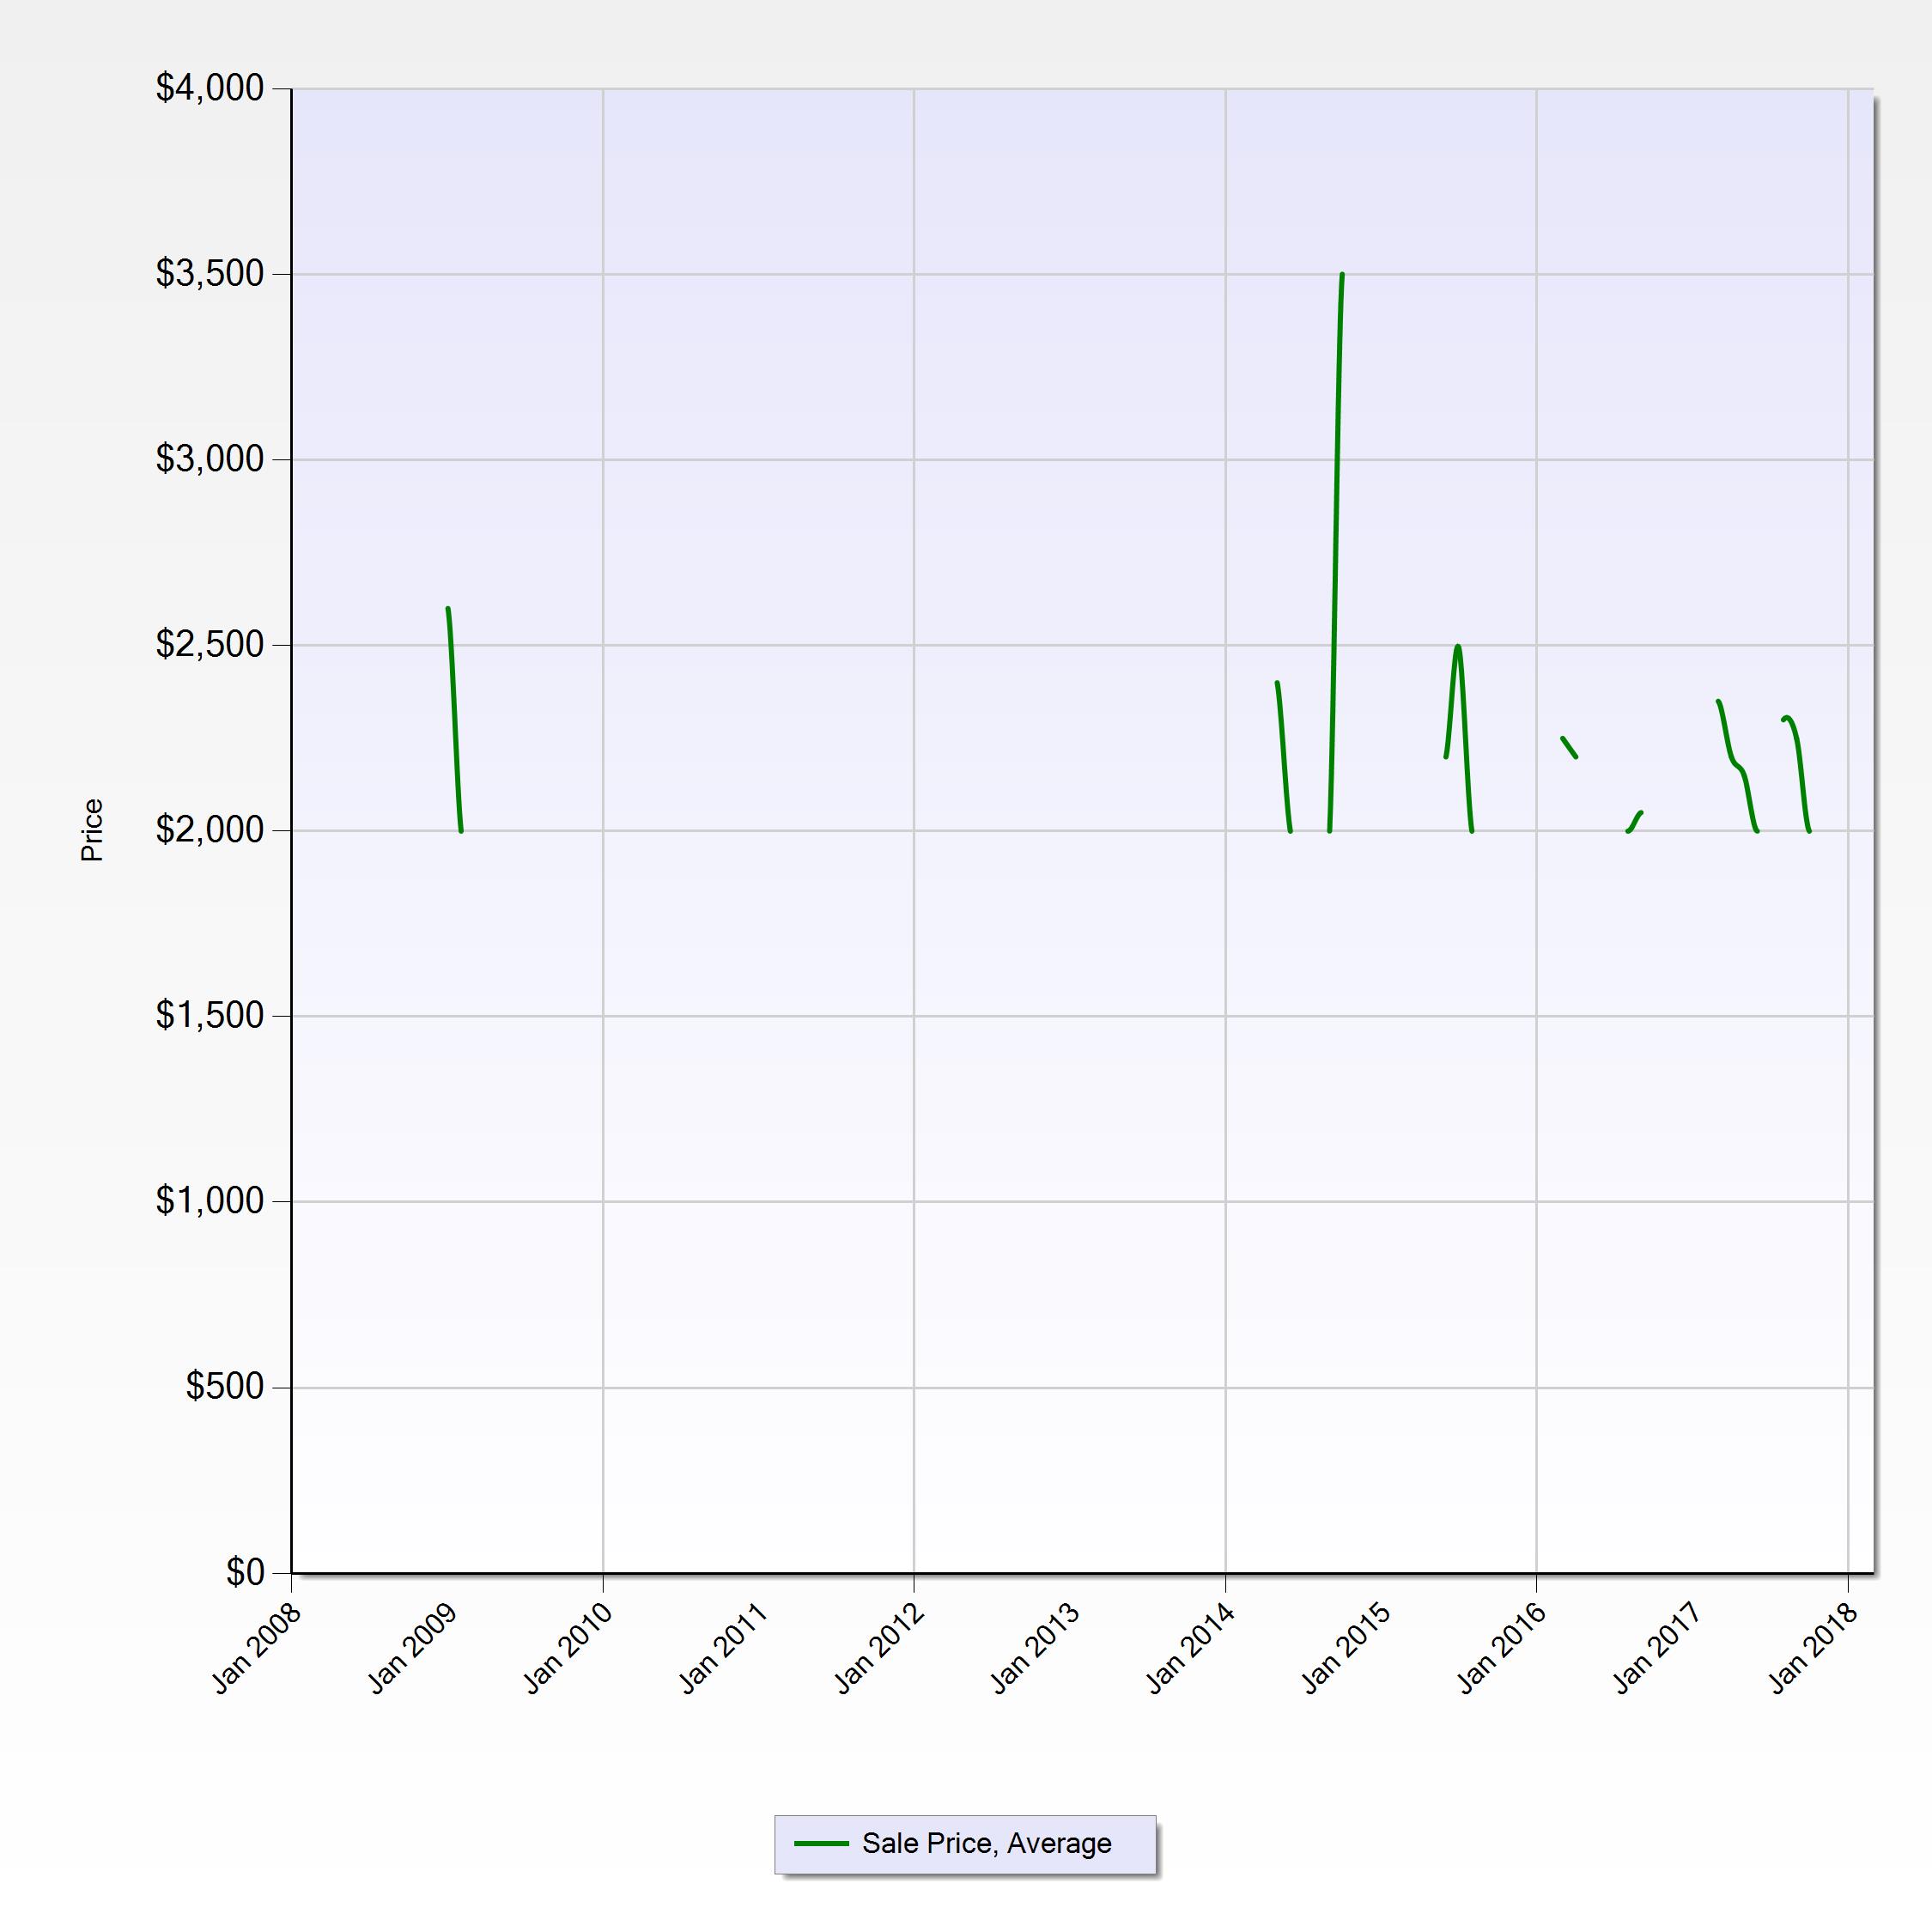 $4,000
$3,500
$3,000
$2,500
$2,000
$1,500
$1,000
$500
$0
Price
Jan 2008
Jan 2009
Jan 2010
Jan 2011
Jan 2012
Jan 2013
Jan 2014
Jan 2015
Jan 2016
Jan 2017
Jan 2018
Sale Price, Average